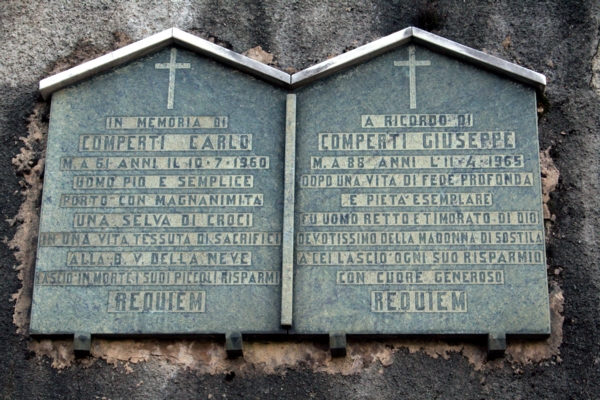 IN MEMORIA DI
COMPERTI CARLO
M. A 61 ANNI IL 10-7-1960
UOMO PIO E SEMPLICE
PORTO CON MAGNANIMITA
UNA SELVA DI CROCI
IN UNA VITA TESSUTA DI SACRIFICI
ALLA B. V. DELLA NEVE
LASCIO IN MORTE I SUOI PICCOLI RISPARMI
REQUIEM
A RICORDO DI
COMPERTI GIUSEPPE
M. A 88 ANNI L'11-4-1965
DOPO UNA VITA DI FEDE PROFONDA
E PIETA' ESEMPLARE
FU UOMO RETTO E TIMORATO DI DIO
DEVOTISSIMO DELLA MADONNA DI SOSTILA
A LEI LASCIO OGNI SUO RISPARMIO
CON CUORE GENEROSO
REQUIEM